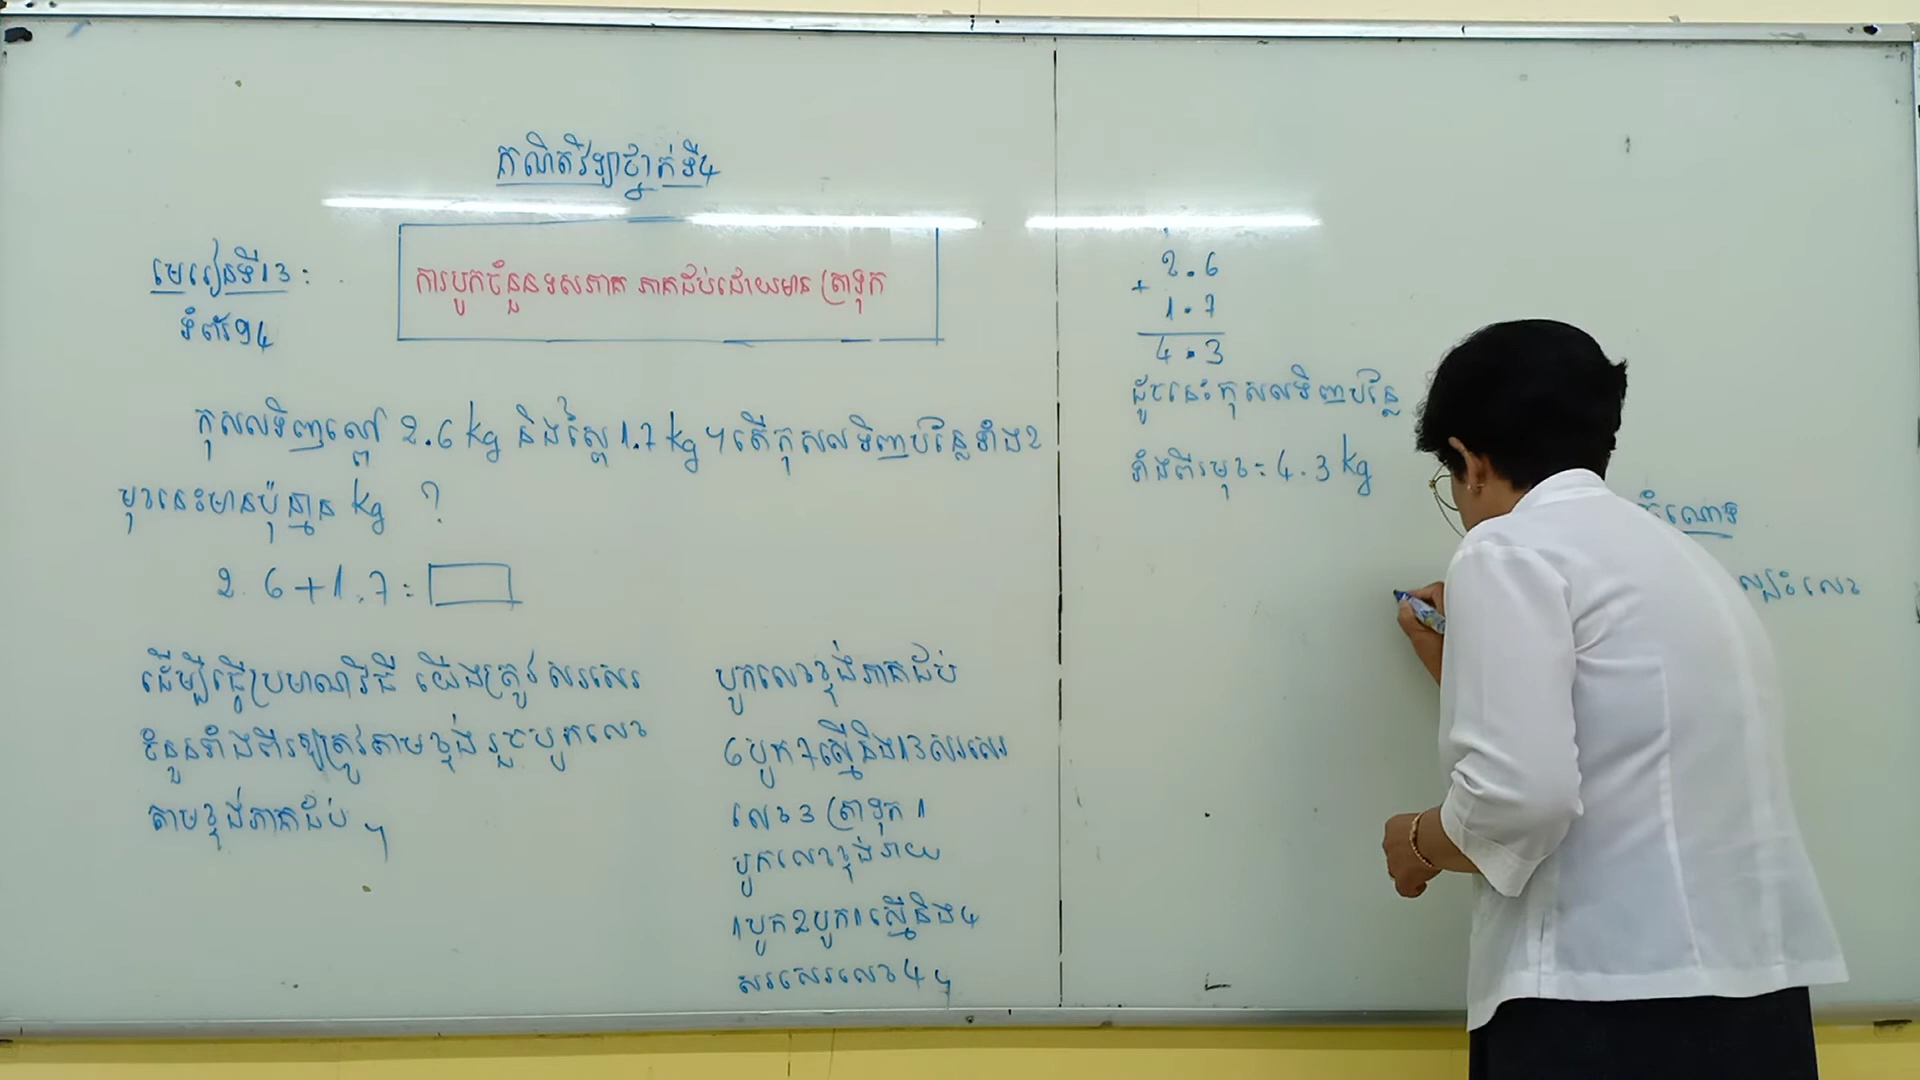 គណិតវិទ្យាថ្នាក់ទី4
មេរៀនទី13:
ការបូកចំនួនទសភាគ ភាគដប់ដោយមាន ត្រាទុក
ទំព័រ94
កុសលទិញល្ពៅ 2.6 kg និងស្ពៃ 1.7 kg ។ តើកុសលទិញបន្លែទាំង2
មុខនេះមានប៉ុន្មាន kg ?
2.6+1.7=
ដើម្បីធ្វើប្រមាណវិធី យើងត្រូវ សរសេរ
ចំនួនទាំងពីរឲ្យត្រូវតាមខ្ទង់ រួចបូកលេខ
តាមខ្ទង់ភាគដប់ ។
បូកលេខខ្ទង់ភាគដប់
6បូក 7ស្មើនិង13សរសេរ
លេខ3 ត្រាទុក 1
បូកលេខខ្ទង់រាយ
1បូក2បូក1ស្មើនិង4
សរសេរលេខ4 ។
2.6
+
1.7
4.3
ដូចនេះកុសលទិញបន្លែ
ទាំងពីរមុខ= 4.3 kg
ចំណោទ
លេខ